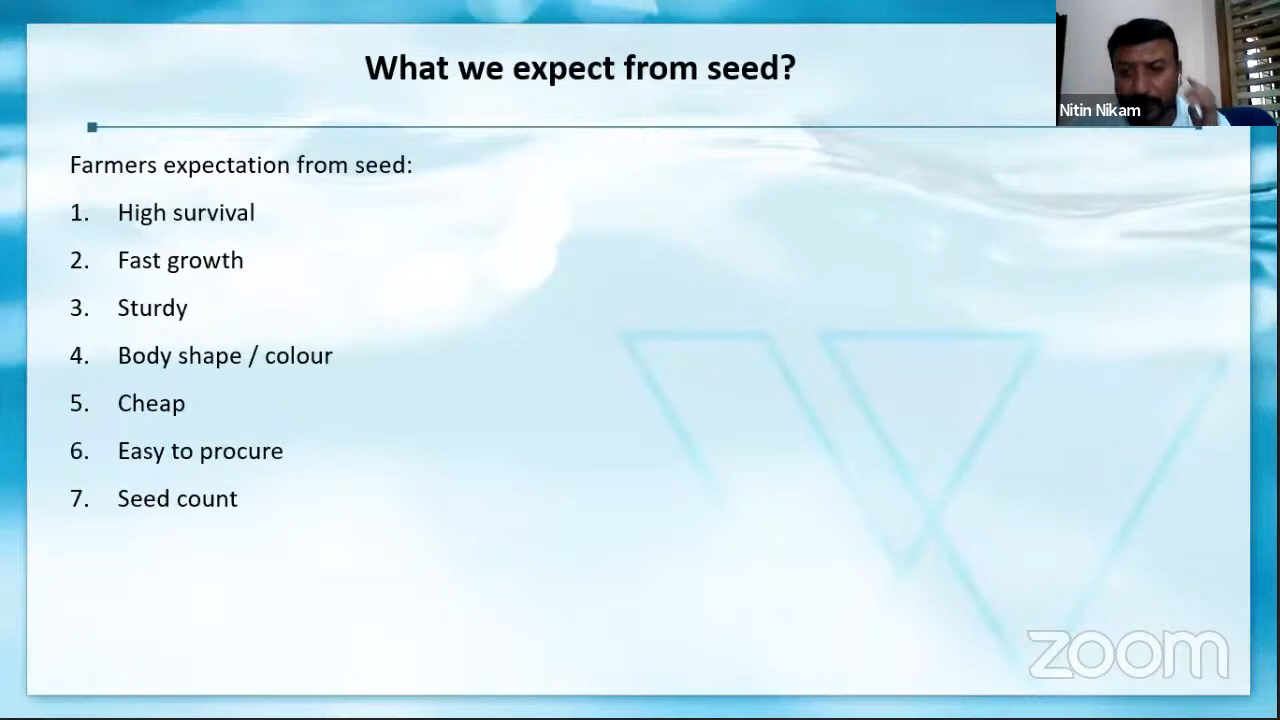 What we expect from seed?
Nitin Nikam
Farmers expectation from seed:
1. High survival
2. Fast growth
3. Sturdy
4. Body shape / colour
5. Cheap
6. Easy to procure
7. Seed count
zoom